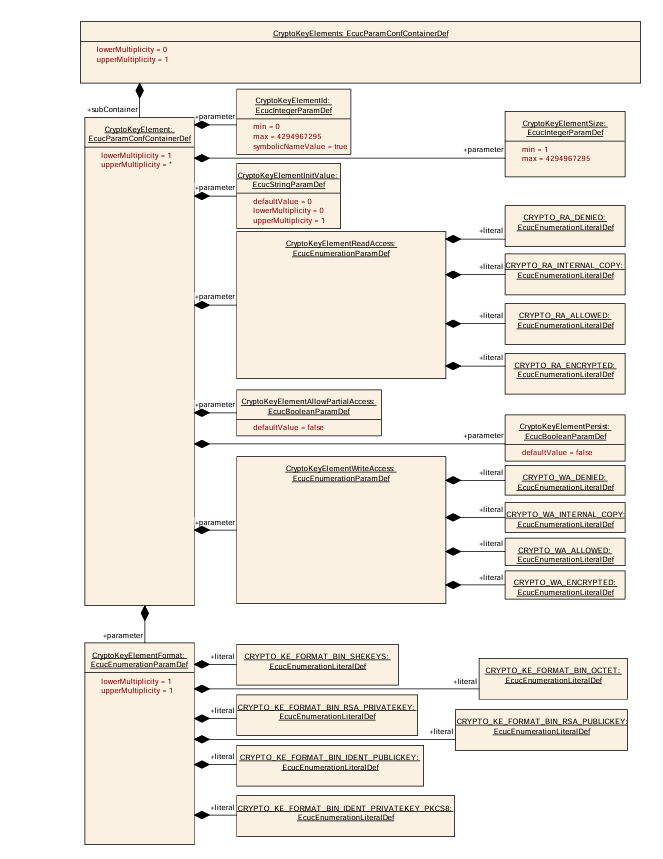 CryptoKeyElements: EcucParamConfContainerDef
lowerMultiplicity = 0
upperMultiplicity = 1
+subContainer
CryptoKeyElement:
EcucParamConfContainerDef
lowerMultiplicity = 1
upperMultiplicity = *
+parameter
CryptoKeyElementId:
EcucIntegerParamDef
min = 0
max = 4294967295
symbolicNameValue = true
+parameter
CryptoKeyElementSize:
EcucIntegerParamDef
min = 1
max = 4294967295
+parameter
CryptoKeyElementInitValue:
EcucStringParamDef
defaultValue = 0
lowerMultiplicity = 0
upperMultiplicity = 1
+parameter
CryptoKeyElementReadAccess:
EcucEnumerationParamDef
+literal
CRYPTO_RA_DENIED:
EcucEnumerationLiteralDef
+literal
CRYPTO_RA_INTERNAL_COPY:
EcucEnumerationLiteralDef
+literal
CRYPTO_RA_ALLOWED:
EcucEnumerationLiteralDef
+literal
CRYPTO_RA_ENCRYPTED:
EcucEnumerationLiteralDef
+parameter
CryptoKeyElementAllowPartialAccess:
EcucBooleanParamDef
defaultValue = false
+parameter
CryptoKeyElementPersist:
EcucBooleanParamDef
defaultValue = false
+parameter
CryptoKeyElementWriteAccess:
EcucEnumerationParamDef
+literal
CRYPTO_WA_DENIED:
EcucEnumerationLiteralDef
+literal
CRYPTO_WA_INTERNAL_COPY:
EcucEnumerationLiteralDef
+literal
CRYPTO_WA_ALLOWED:
EcucEnumerationLiteralDef
+literal
CRYPTO_WA_ENCRYPTED:
EcucEnumerationLiteralDef
+parameter
CryptoKeyElementFormat:
EcucEnumerationParamDef
lowerMultiplicity = 1
upperMultiplicity = 1
+literal
CRYPTO_KE_FORMAT_BIN_SHEKEYS:
EcucEnumerationLiteralDef
+literal
CRYPTO_KE_FORMAT_BIN_OCTET:
EcucEnumerationLiteralDef
+literal
CRYPTO_KE_FORMAT_BIN_RSA_PRIVATEKEY:
EcucEnumerationLiteralDef
+literal
CRYPTO_KE_FORMAT_BIN_RSA_PUBLICKEY:
EcucEnumerationLiteralDef
+literal
CRYPTO_KE_FORMAT_BIN_IDENT_PUBLICKEY:
EcucEnumerationLiteralDef
+literal
CRYPTO_KE_FORMAT_BIN_IDENT_PRIVATEKEY_PKCS8:
EcucEnumerationLiteralDef